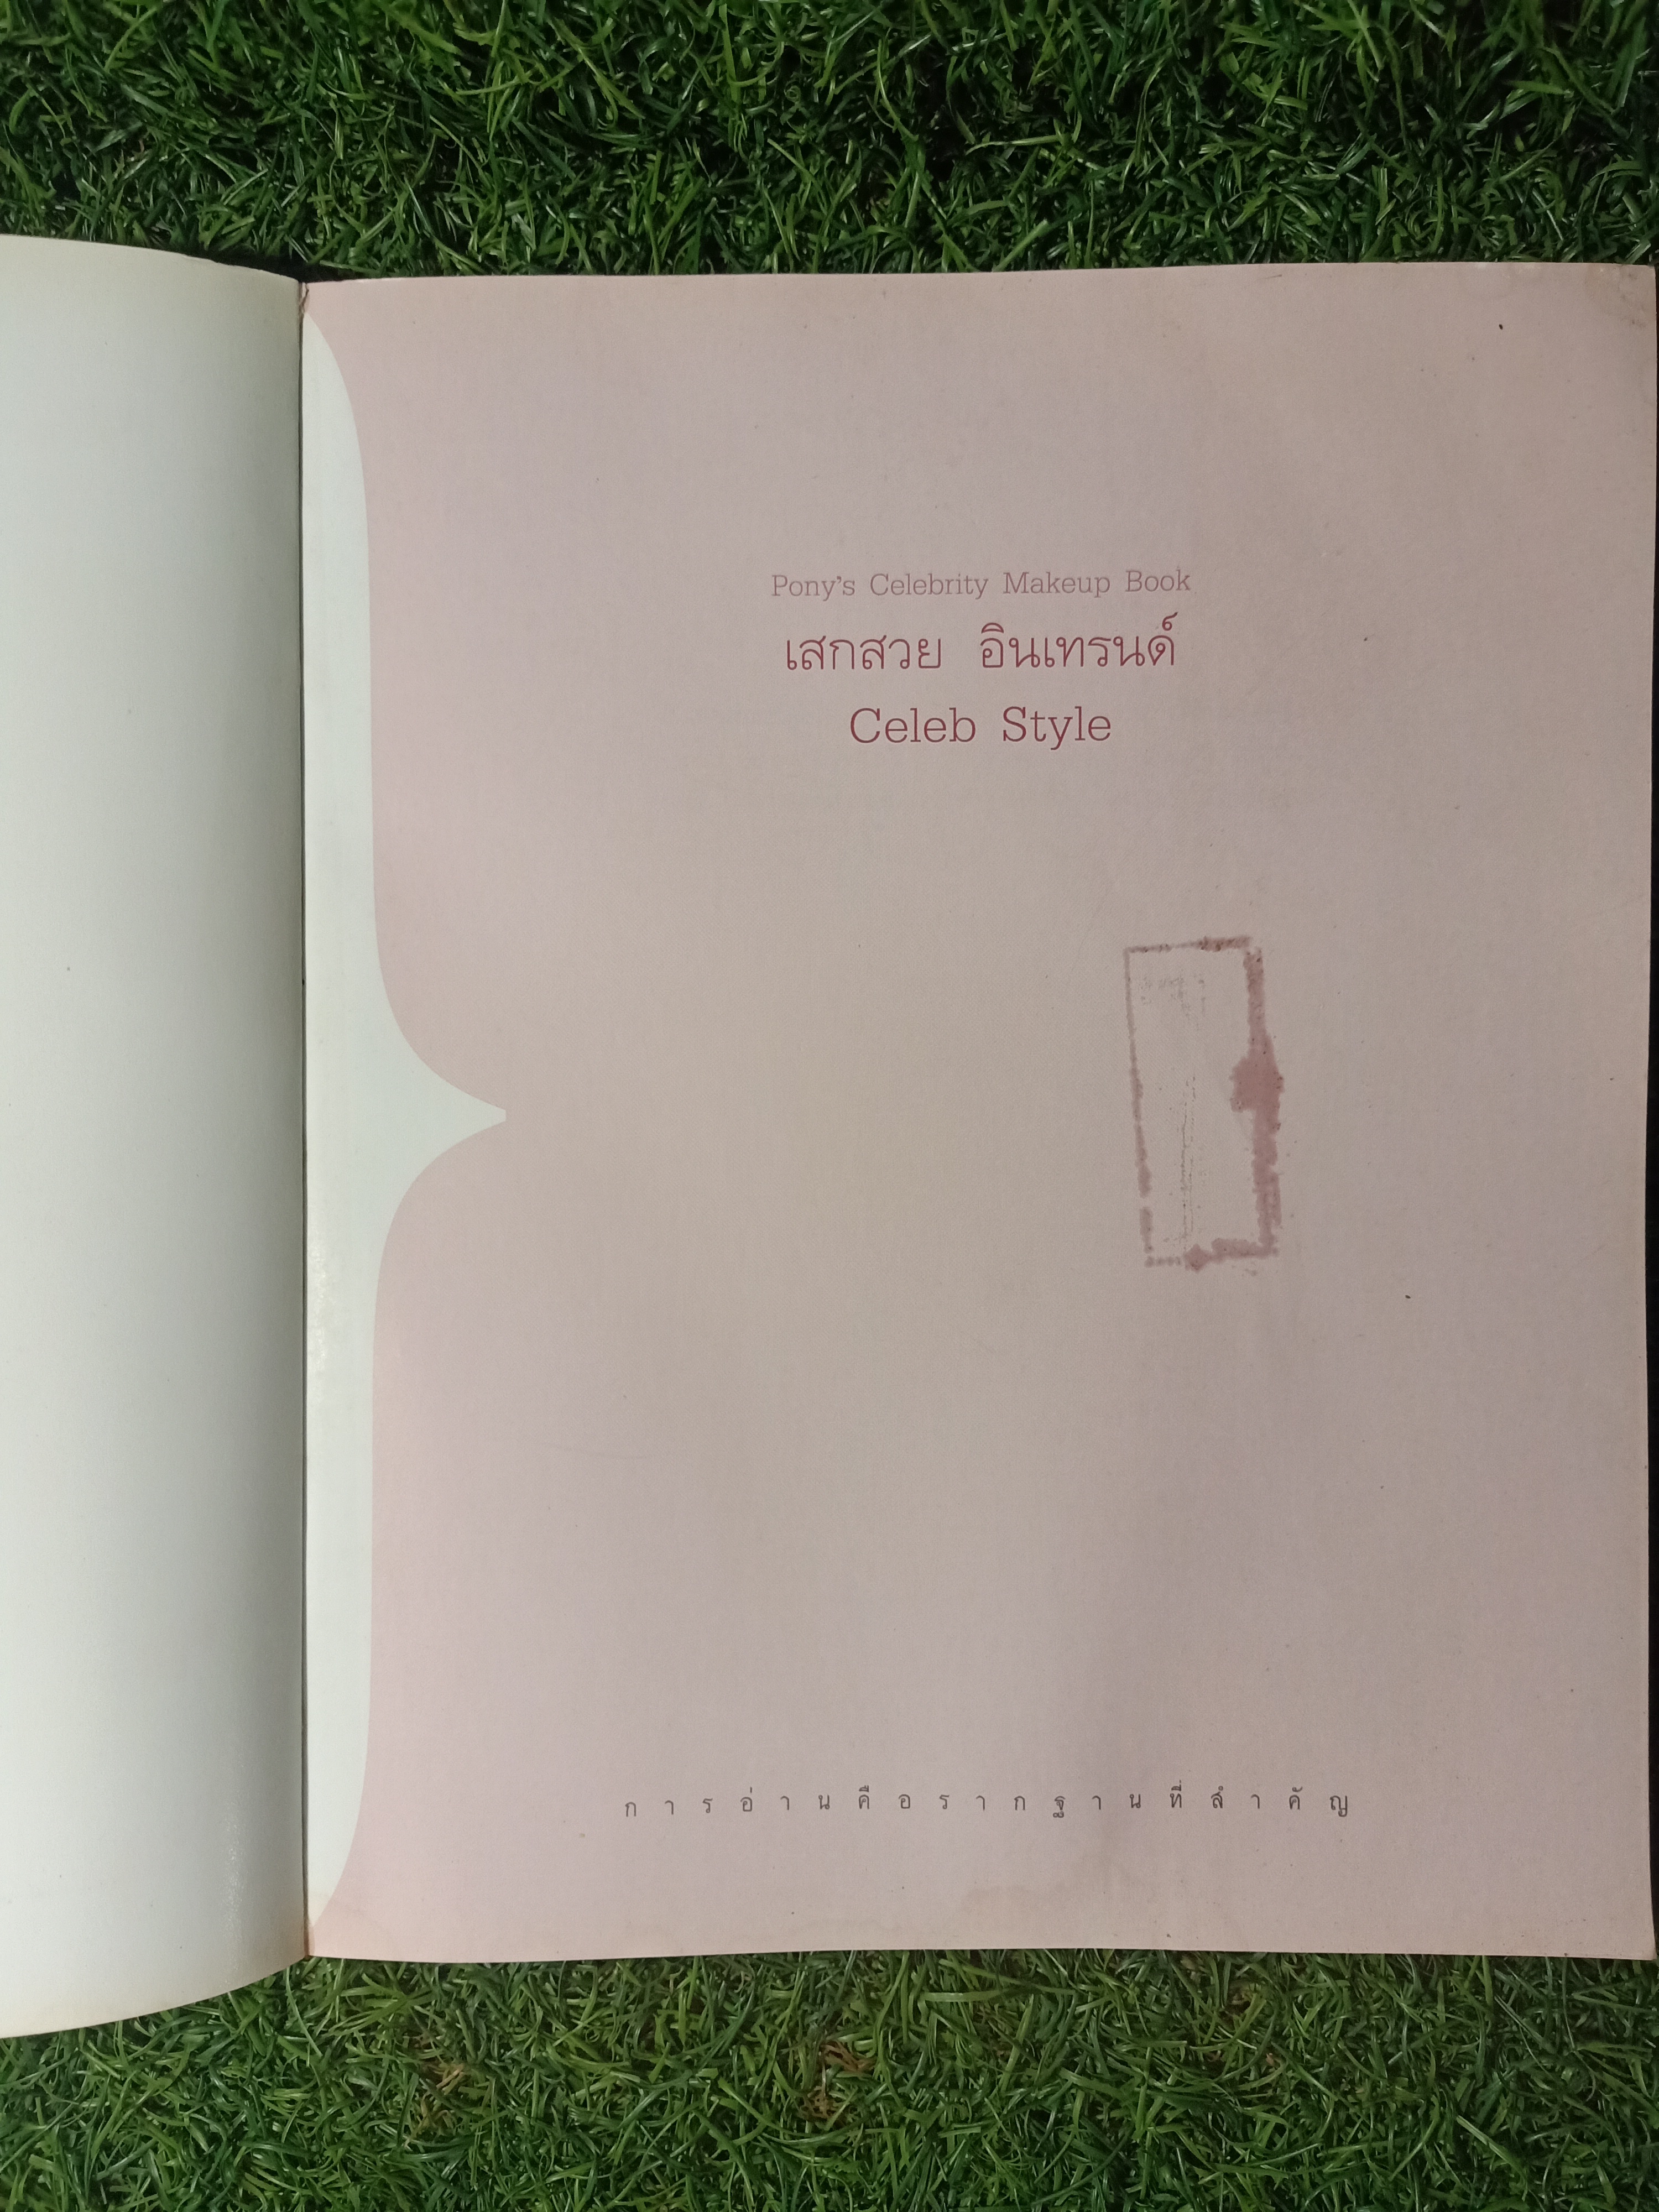 Pony's Celebrity Makeup Book
เสกสวย อินเทรนด์
Celeb Style
การอ่านคือรากฐานที่สำคัญ